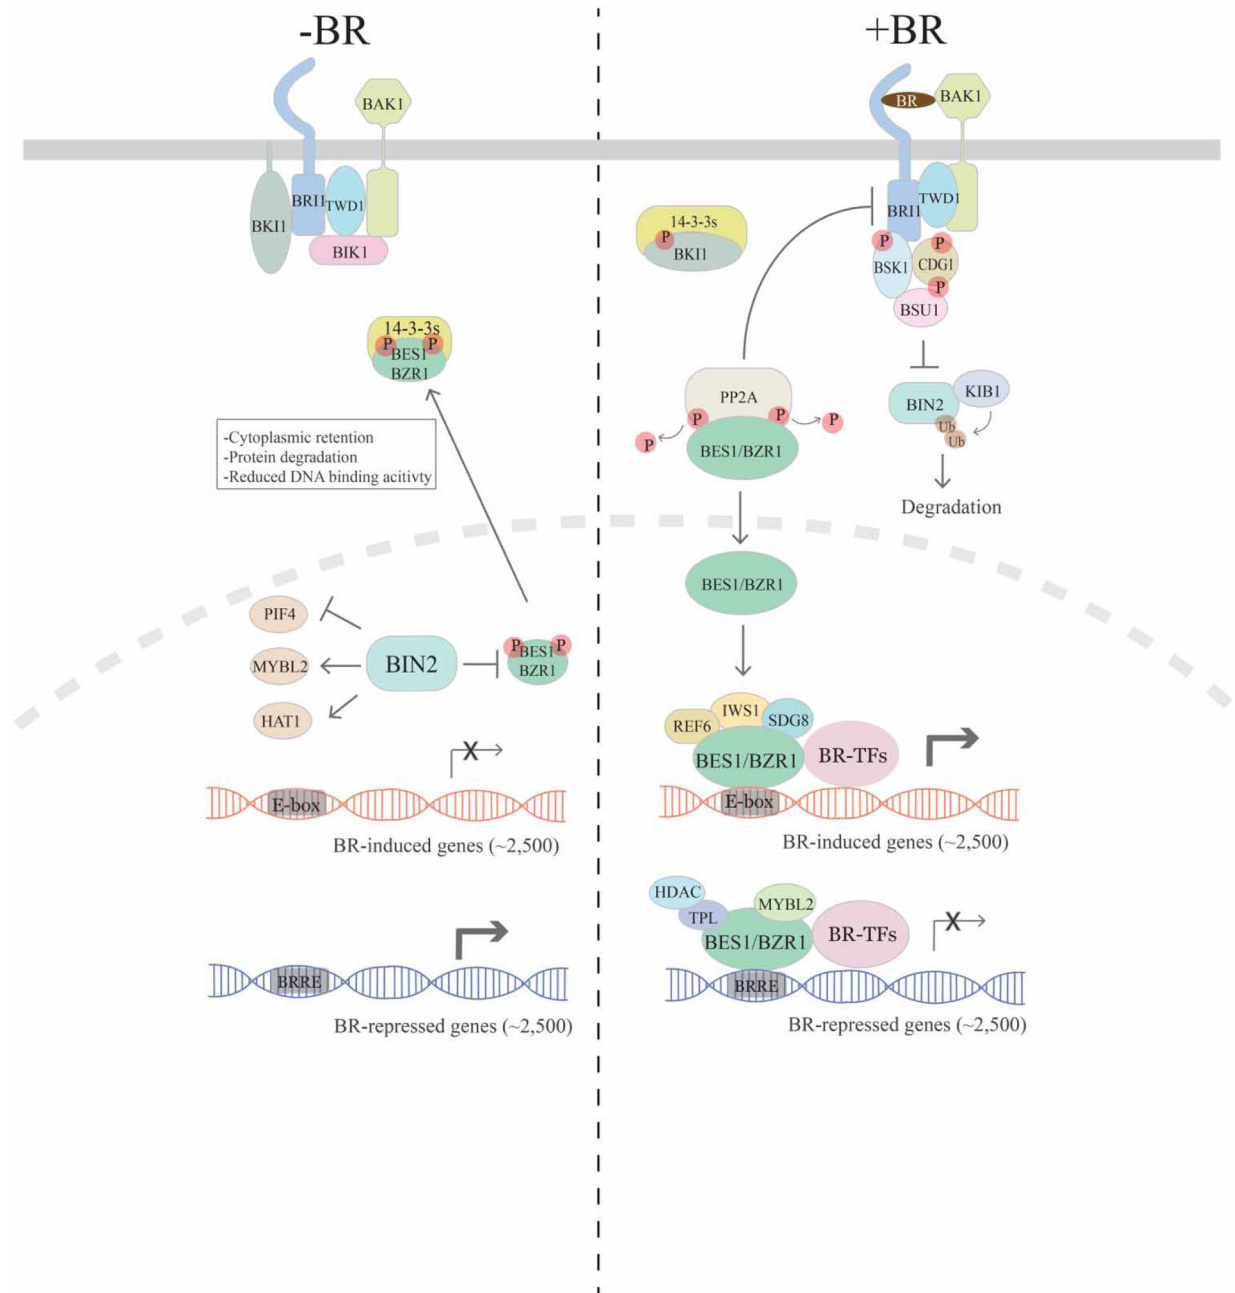 -BR
BAK1
BKI1
BRI1
TWD1
BIK1
14-3-3s
P
P
BES1
BZR1
-Cytoplasmic retention
-Protein degradation
-Reduced DNA binding acitivty
PIF4
MYBL2
HAT1
BIN2
P
P
BES1
BZR1
X
E-box
BR-induced genes (~2,500)
BRRE
BR-repressed genes (~2,500)
+BR
BR
BAK1
14-3-3s
P
BKI1
BRI1
TWD1
P
P
BSK1
CDG1
P
BSU1
PP2A
P
P
P
P
BES1/BZR1
BIN2
KIB1
Ub
Ub
Degradation
BES1/BZR1
REF6
IWS1
SDG8
BES1/BZR1
BR-TFs
E-box
BR-induced genes (~2,500)
HDAC
TPL
MYBL2
BES1/BZR1
BR-TFs
X
BRRE
BR-repressed genes (~2,500)